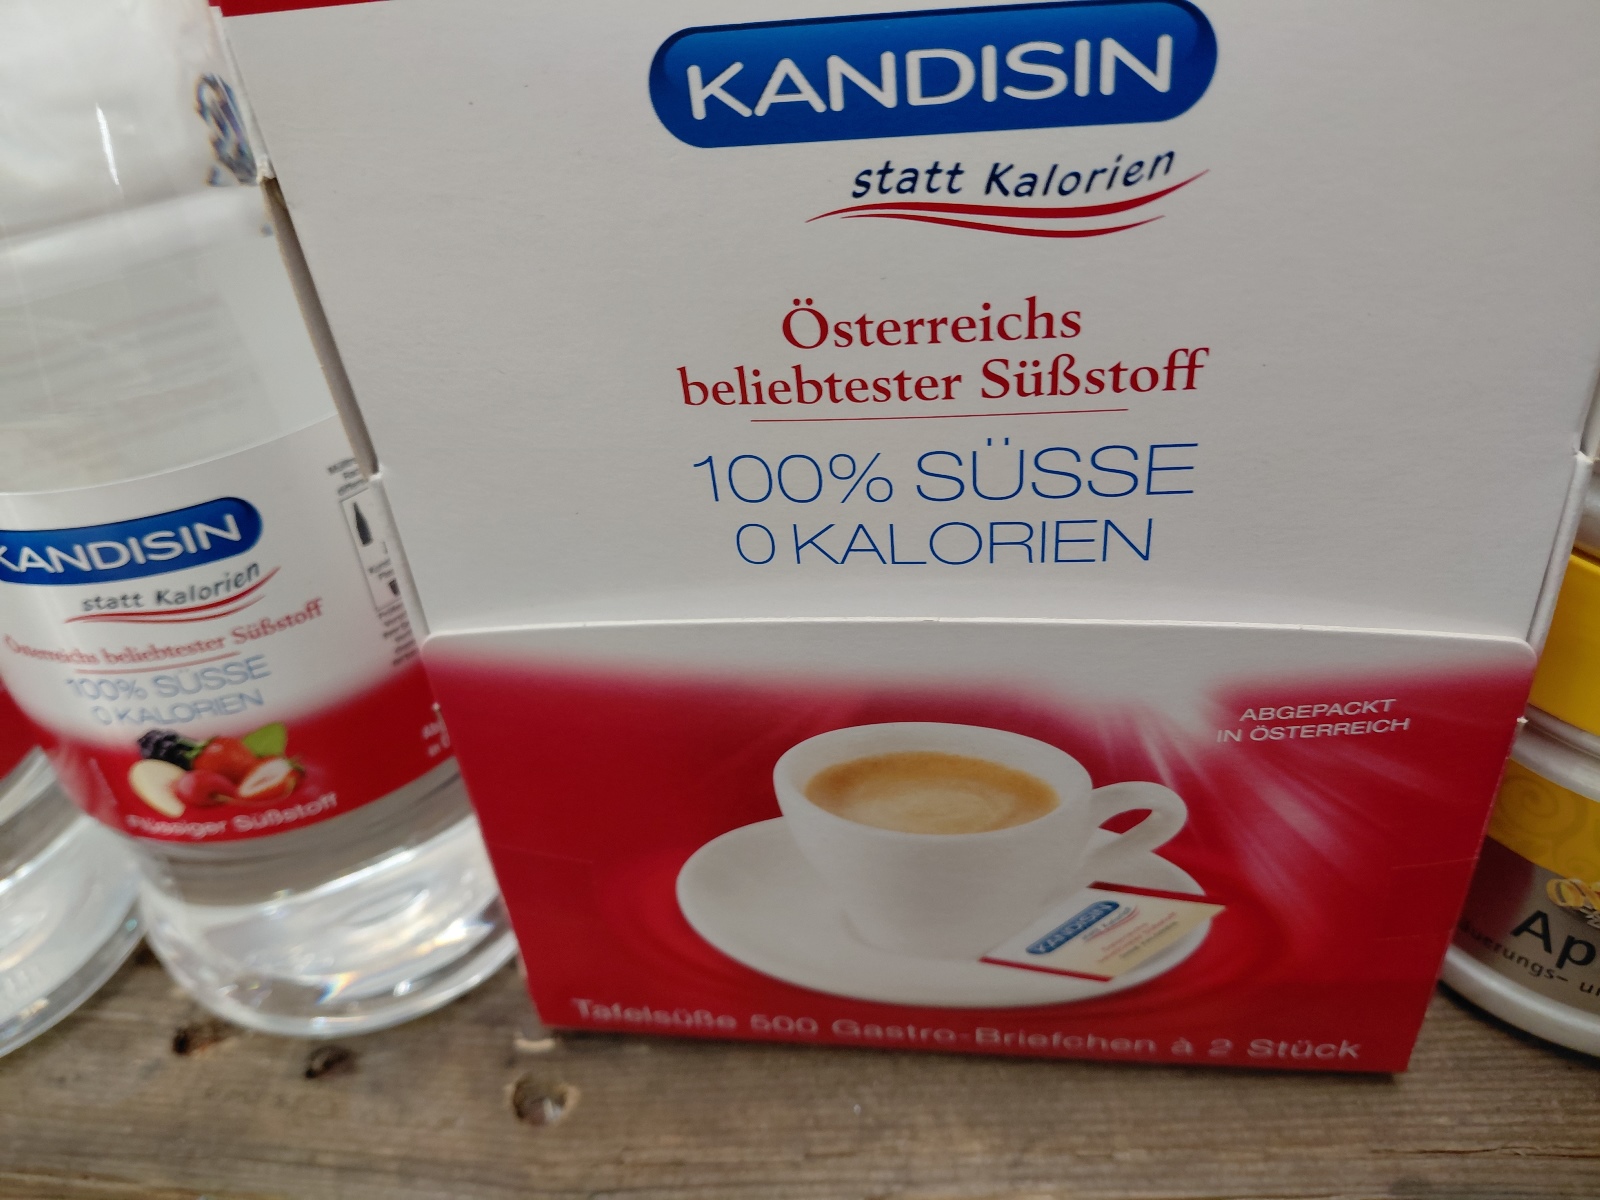 KANDISIN
statt Kalorien
Österreichs
beliebtester Süßstoff
100% SÜSSE
0 KALORIEN
ABGEPACKT
IN ÖSTERREICH
KANDISIN
Tafelsüße 500 Gastro-Briefchen à 2 Stück
KANDISIN
statt Kalorien
Österreichs beliebtester Süßstoff
100% SÜSSE
0 KALORIEN
Flüssiger Süßstoff